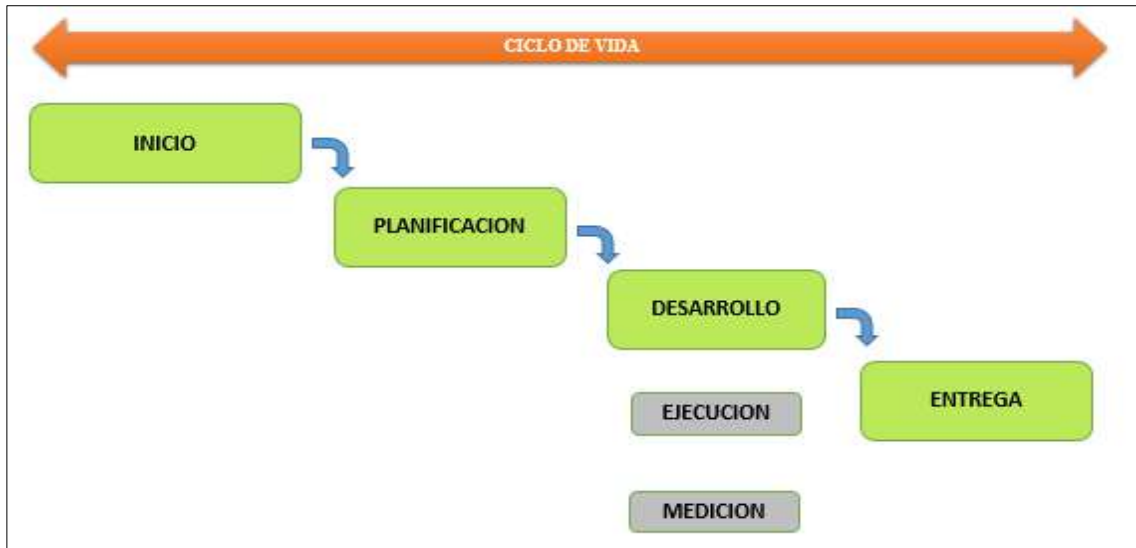 CICLO DE VIDA
INICIO
PLANIFICACION
DESARROLLO
ENTREGA
EJECUCION
MEDICION